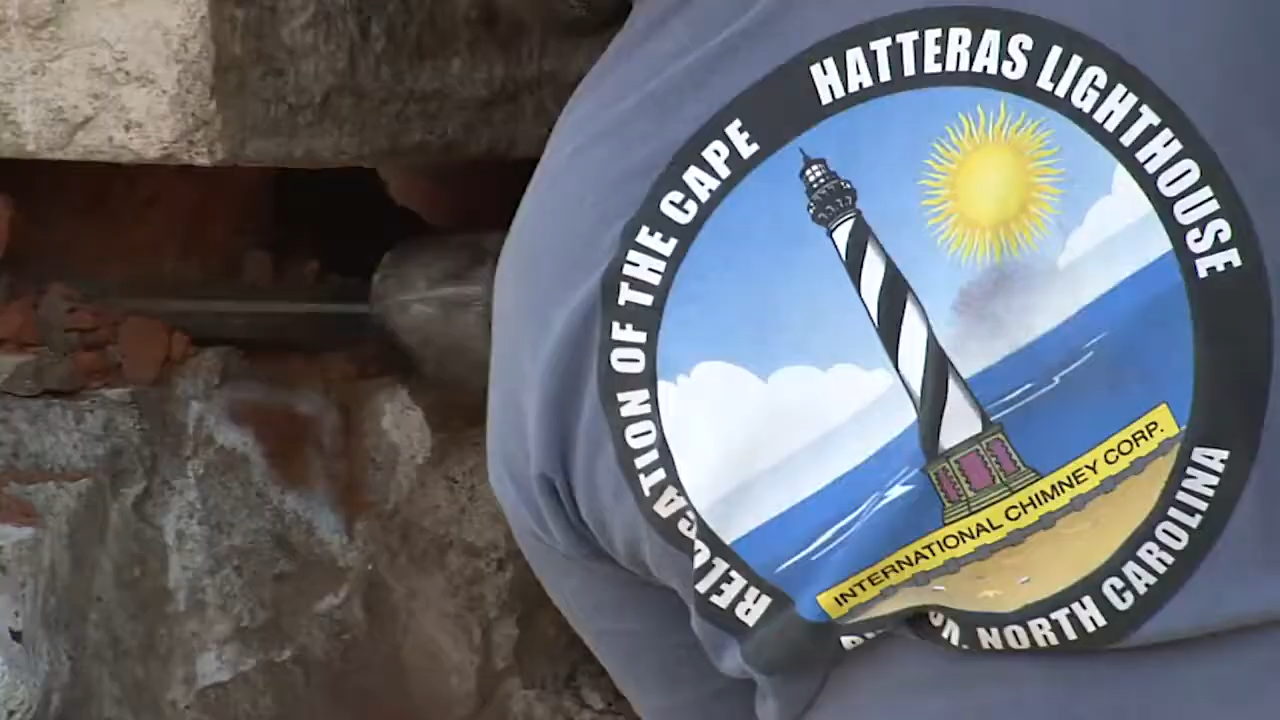 RELOCATION OF THE CAPE HATTERAS LIGHTHOUSE
INTERNATIONAL CHIMNEY CORP.
NORTH CAROLINA